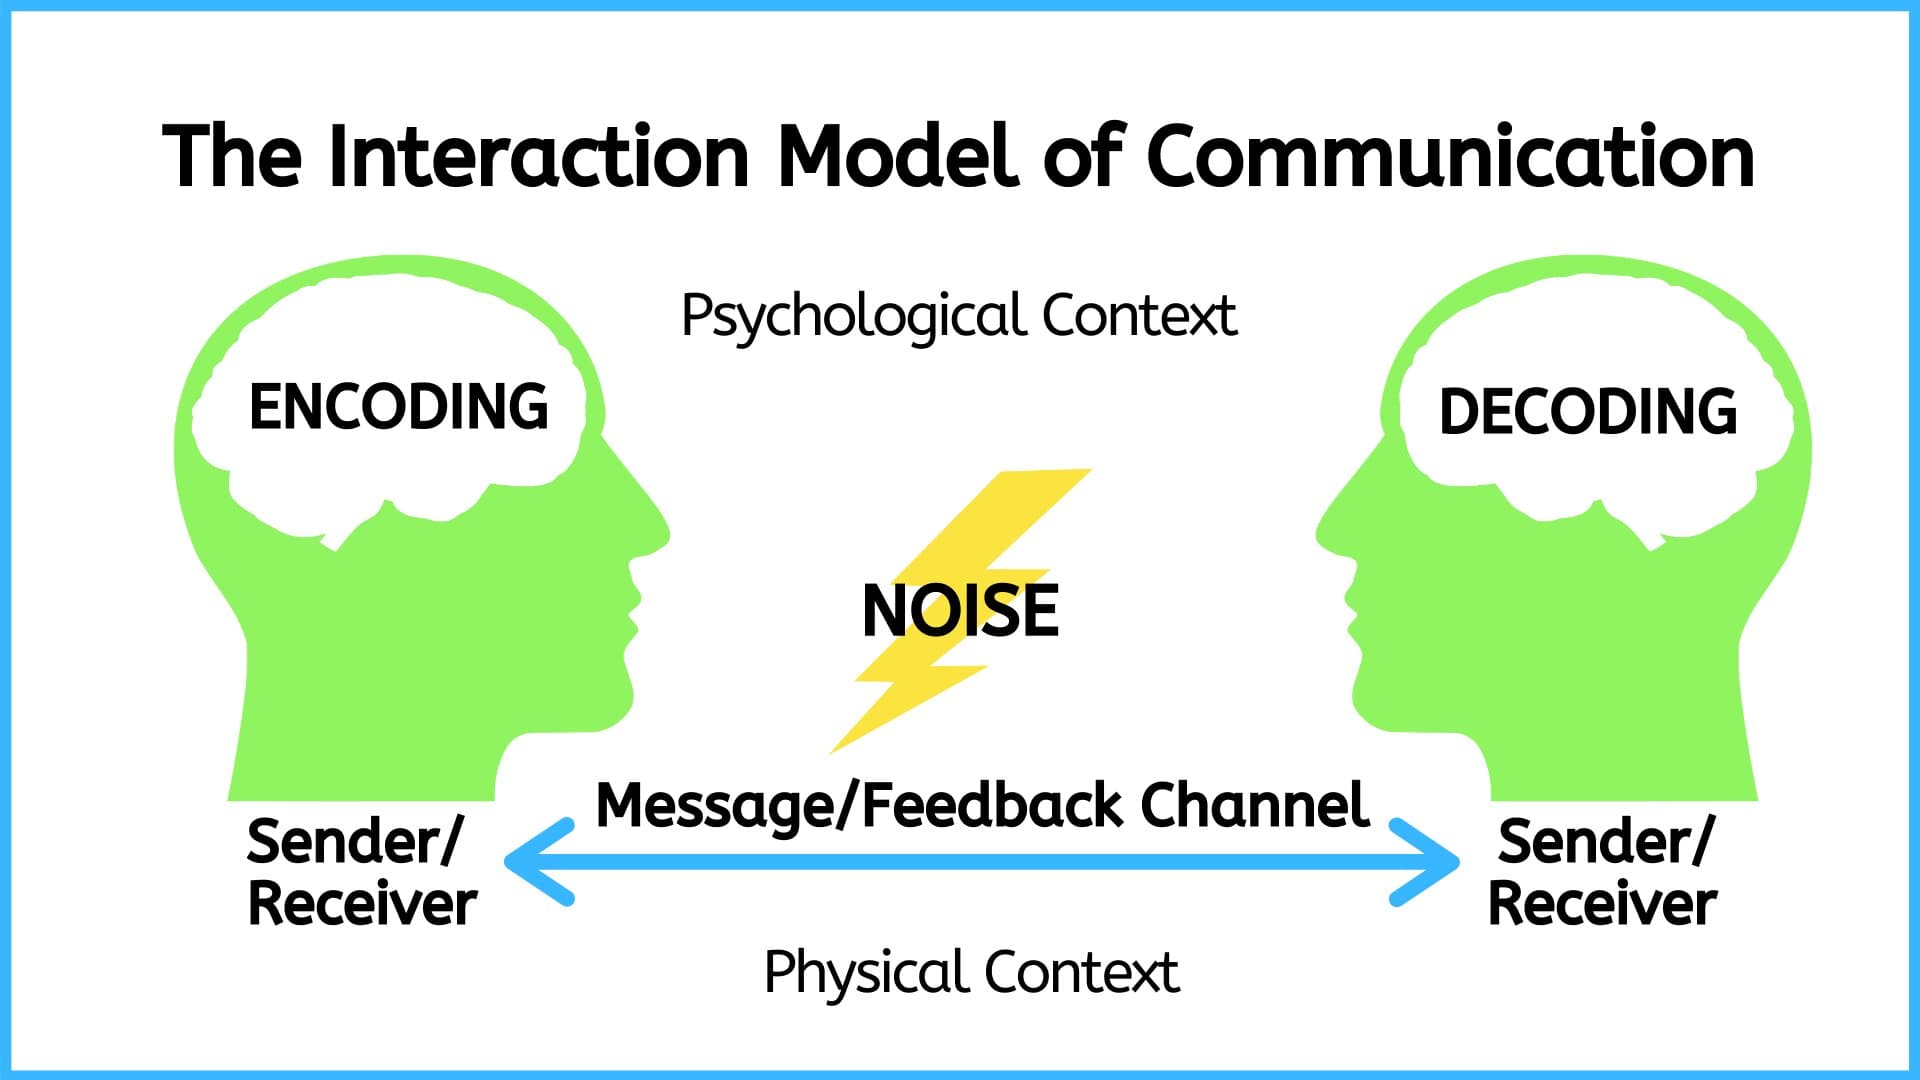 The Interaction Model of Communication
Psychological Context
ENCODING
DECODING
NOISE
Message/Feedback Channel
Sender/
Receiver
Sender/
Receiver
Physical Context